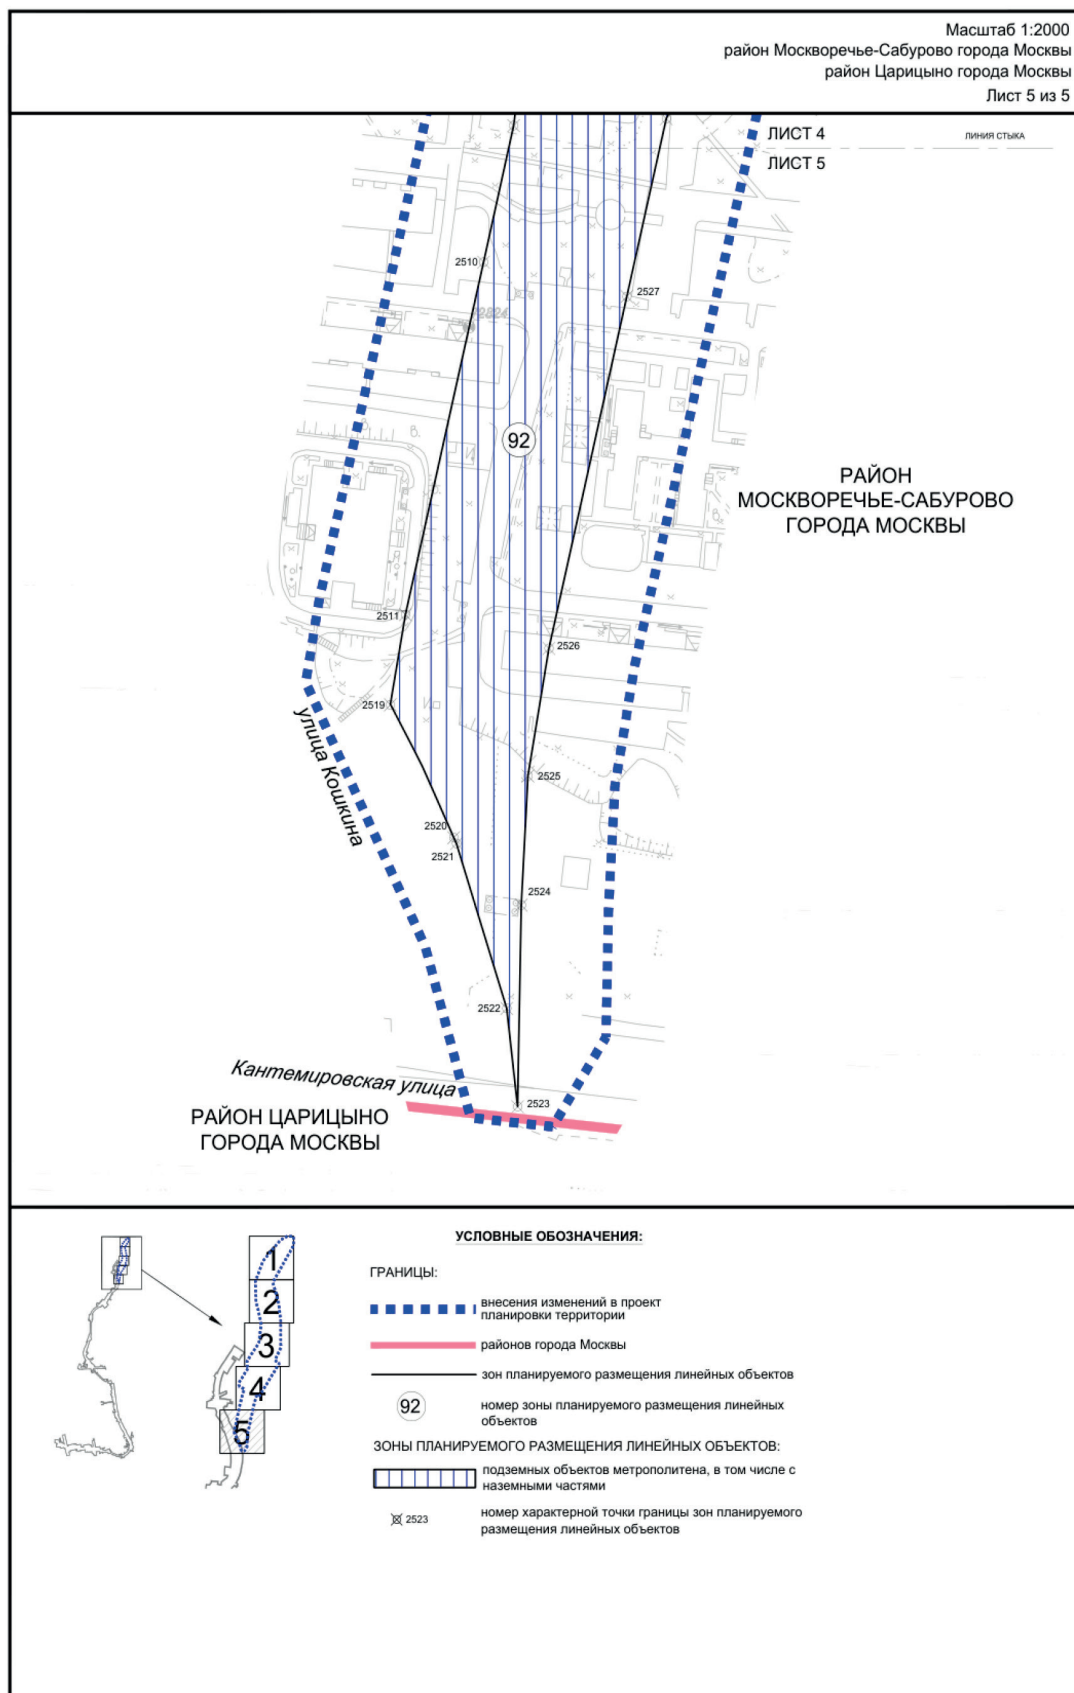 Масштаб 1:2000
район Москворечье-Сабурово города Москвы
район Царицыно города Москвы
Лист 5 из 5
ЛИСТ 4
ЛИНИЯ СТЫКА
ЛИСТ 5
2510
2527
92
РАЙОН
МОСКВОРЕЧЬЕ-САБУРОВО
ГОРОДА МОСКВЫ
2511
2526
2519
улица Кошкина
2525
2520
2521
2524
2522
Кантемировская улица
2523
РАЙОН ЦАРИЦЫНО
ГОРОДА МОСКВЫ
УСЛОВНЫЕ ОБОЗНАЧЕНИЯ:
1
2
3
4
5
ГРАНИЦЫ:
внесения изменений в проект
планировки территории
районов города Москвы
зон планируемого размещения линейных объектов
92
номер зоны планируемого размещения линейных
объектов
ЗОНЫ ПЛАНИРУЕМОГО РАЗМЕЩЕНИЯ ЛИНЕЙНЫХ ОБЪЕКТОВ:
подземных объектов метрополитена, в том числе с
наземными частями
2523
номер характерной точки границы зон планируемого
размещения линейных объектов